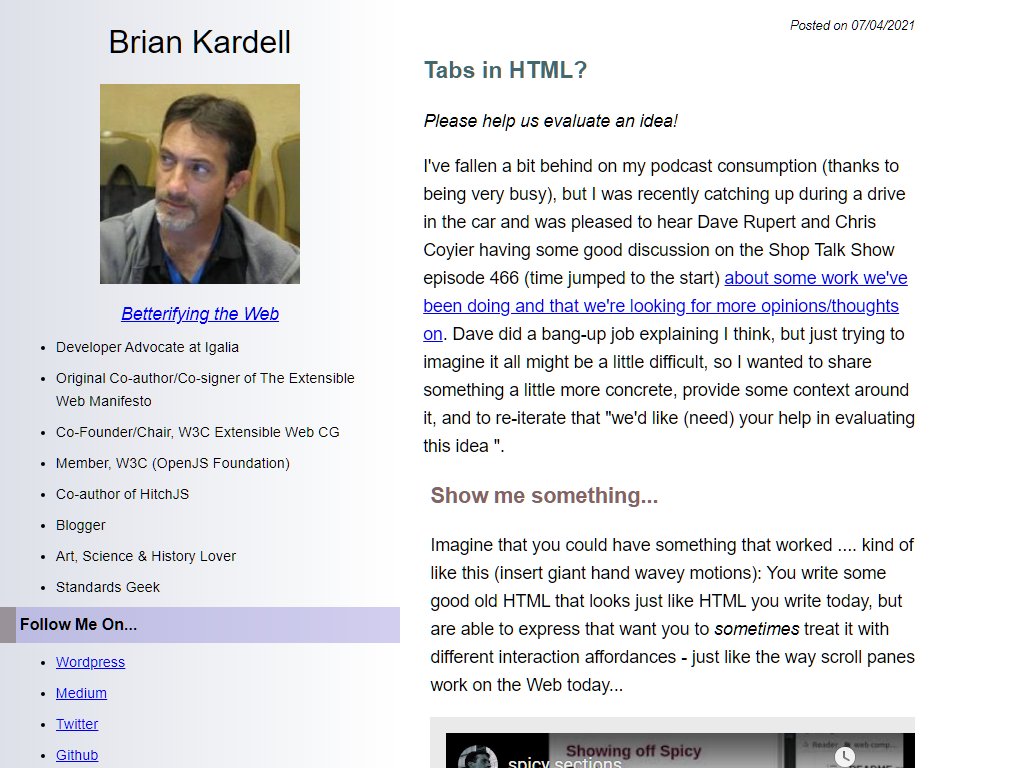 Brian Kardell
Betterifying the Web
Developer Advocate at Igalia
Original Co-author/Co-signer of The Extensible
Web Manifesto
Co-Founder/Chair, W3C Extensible Web CG
Member, W3C (OpenJS Foundation)
Co-author of HitchJS
Blogger
Art, Science & History Lover
Standards Geek
Follow Me On...
Wordpress
Medium
Twitter
Github
Posted on 07/04/2021
Tabs in HTML?
Please help us evaluate an idea!
I've fallen a bit behind on my podcast consumption (thanks to
being very busy), but I was recently catching up during a drive
in the car and was pleased to hear Dave Rupert and Chris
Coyier having some good discussion on the Shop Talk Show
episode 466 (time jumped to the start) about some work we've
been doing and that we're looking for more opinions/thoughts
on. Dave did a bang-up job explaining I think, but just trying to
imagine it all might be a little difficult, so I wanted to share
something a little more concrete, provide some context around
it, and to re-iterate that "we'd like (need) your help in evaluating
this idea ".
Show me something...
Imagine that you could have something that worked .... kind of
like this (insert giant hand wavey motions): You write some
good old HTML that looks just like HTML you write today, but
are able to express that want you to sometimes treat it with
different interaction affordances - just like the way scroll panes
work on the Web today...
Showing off Spicy
spicy sections
Reader
web comp...